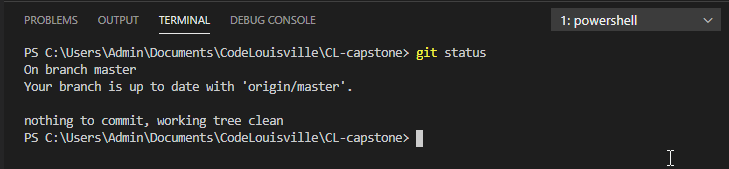 PROBLEMS OUTPUT TERMINAL DEBUG CONSOLE 1: powershell
PS C:\Users\Admin\Documents\CodeLouisville\CL-capstone> git status
On branch master
Your branch is up to date with 'origin/master'.
nothing to commit, working tree clean
PS C:\Users\Admin\Documents\CodeLouisville\CL-capstone>